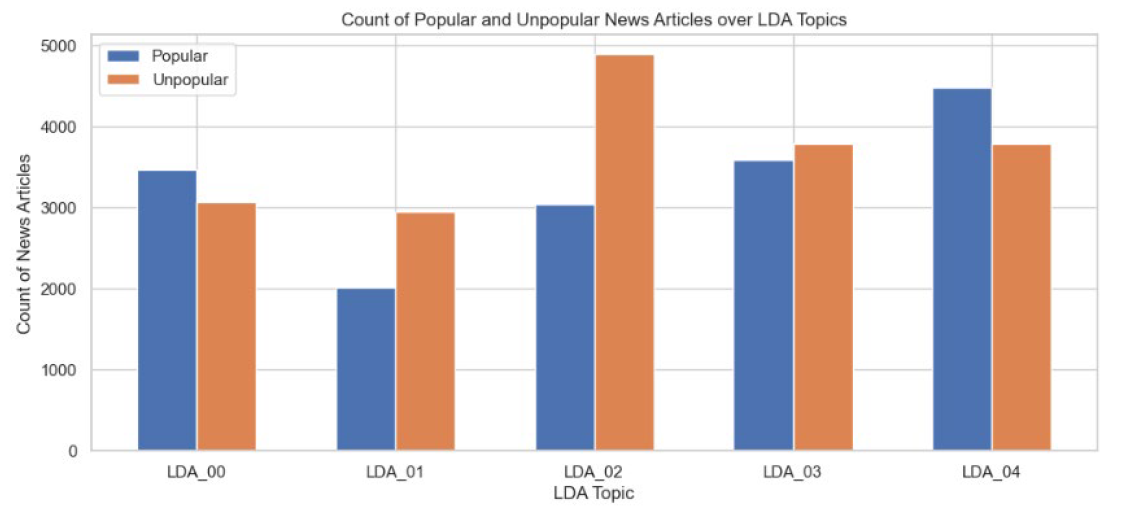 Count of Popular and Unpopular News Articles over LDA Topics
Popular
Unpopular
5000
4000
3000
2000
1000
0
Count of News Articles
LDA_00 LDA_01 LDA_02 LDA_03 LDA_04
LDA Topic